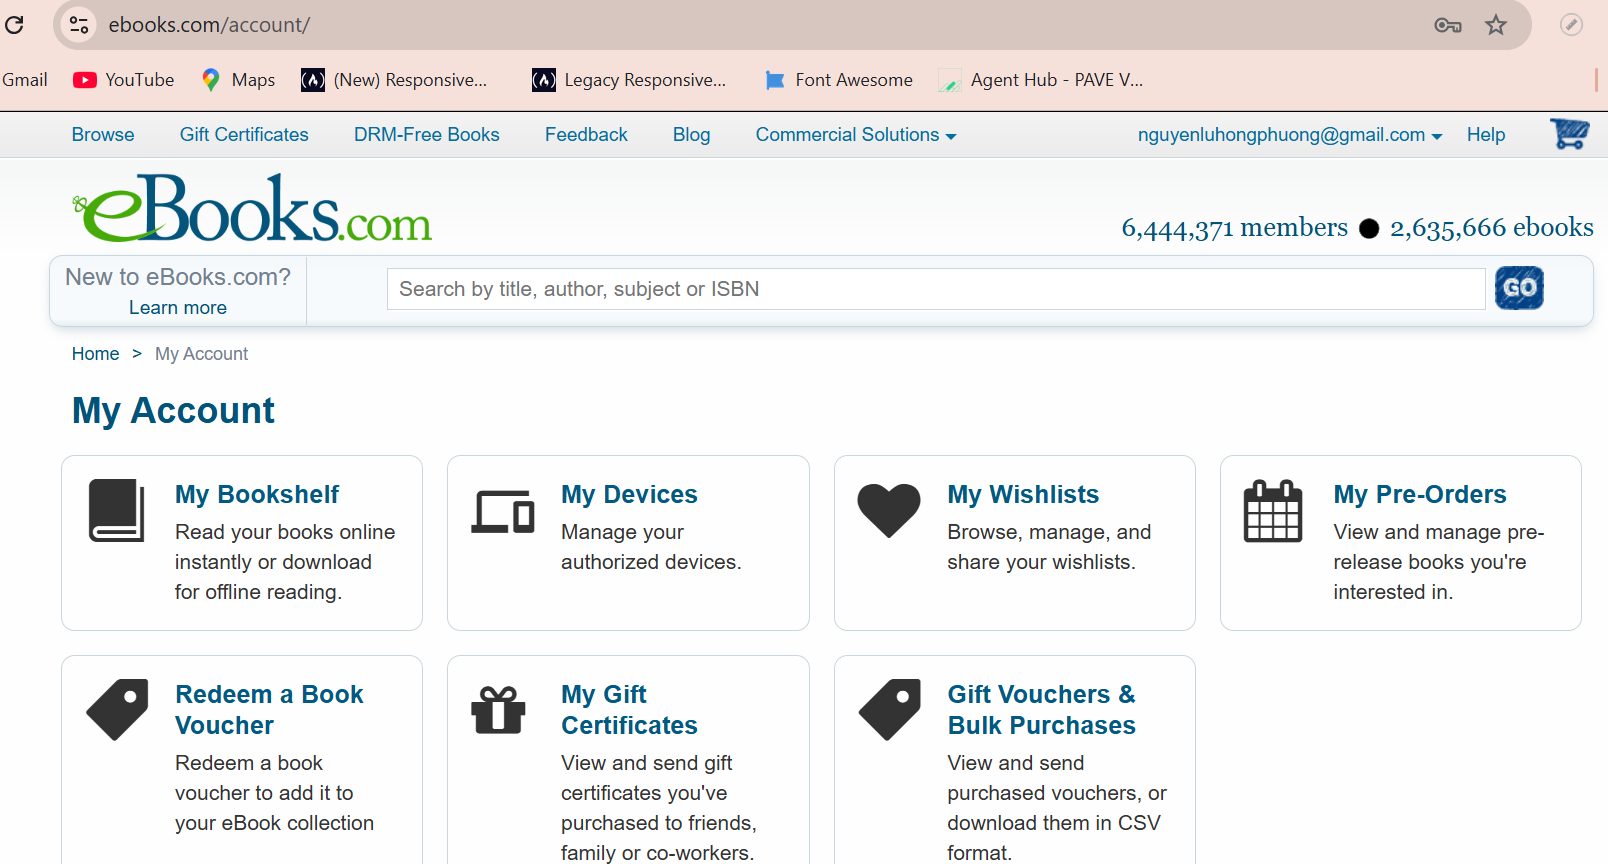 ebooks.com/account/
Gmail YouTube Maps (New) Responsive... Legacy Responsive... Font Awesome Agent Hub - PAVE V...
Browse Gift Certificates DRM-Free Books Feedback Blog Commercial Solutions nguyenluhongphuong@gmail.com Help
eBooks.com
6,444,371 members ● 2,635,666 ebooks
New to eBooks.com?
Learn more
Search by title, author, subject or ISBN
GO
Home > My Account
My Account
My Bookshelf
Read your books online
instantly or download
for offline reading.
My Devices
Manage your
authorized devices.
My Wishlists
Browse, manage, and
share your wishlists.
My Pre-Orders
View and manage pre-
release books you're
interested in.
Redeem a Book
Voucher
Redeem a book
voucher to add it to
your eBook collection
My Gift
Certificates
View and send gift
certificates you've
purchased to friends,
family or co-workers.
Gift Vouchers &
Bulk Purchases
View and send
purchased vouchers, or
download them in CSV
format.